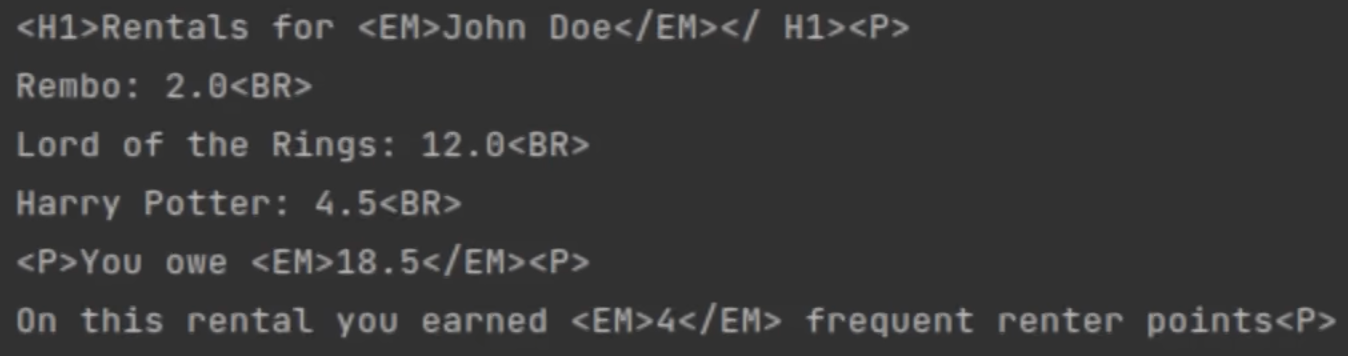 <H1>Rentals for <EM>John Doe</EM></ H1><P>
Rembo: 2.0<BR>
Lord of the Rings: 12.0<BR>
Harry Potter: 4.5<BR>
<P>You owe <EM>18.5</EM><P>
On this rental you earned <EM>4</EM> frequent renter points<P>